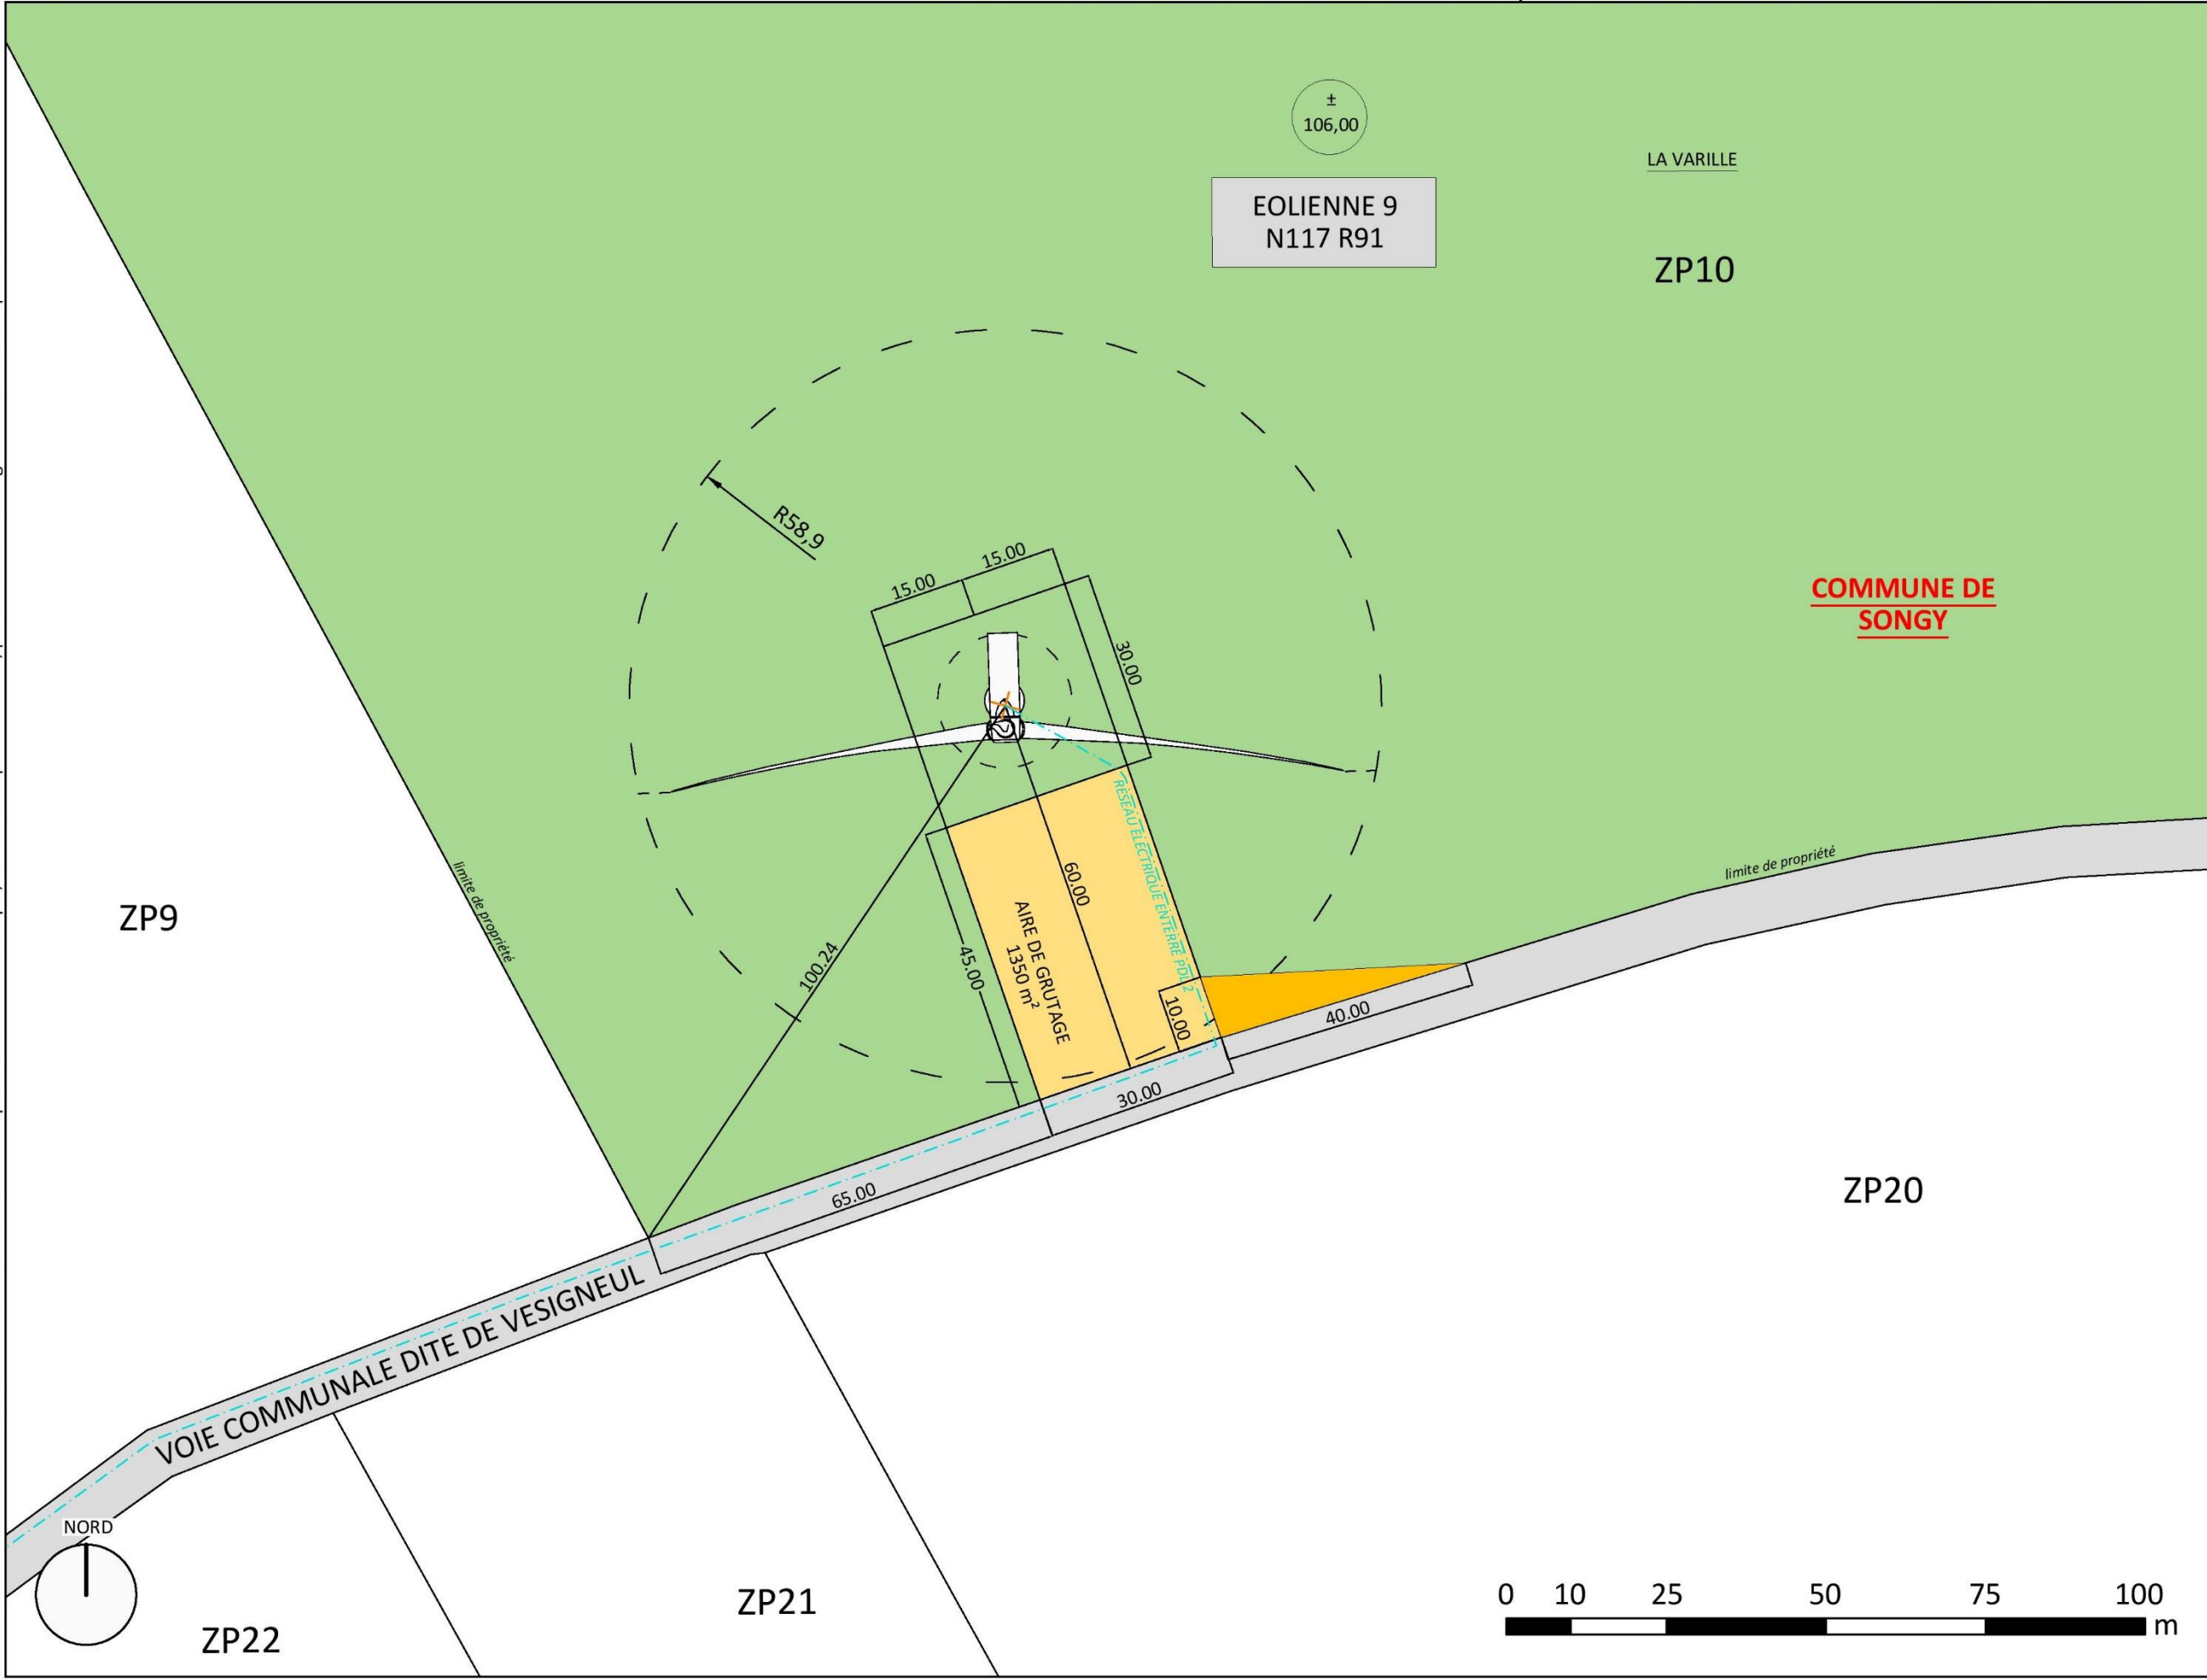 ±
106,00
LA VARILLE
EOLIENNE 9
N117 R91
ZP10
R58,9
15.00
15.00
COMMUNE DE
SONGY
30.00
limite de propriété
limite de propriété
ZP9
60.00
RESEAU ELECTRIQUE ENTERRE PDL 2
AIRE DE GRUTAGE
1350 m²
45.00
100.24
10.00
40.00
30.00
65.00
ZP20
VOIE COMMUNALE DITE DE VESIGNEUL
NORD
ZP21
ZP22
0 10 25 50 75 100
m